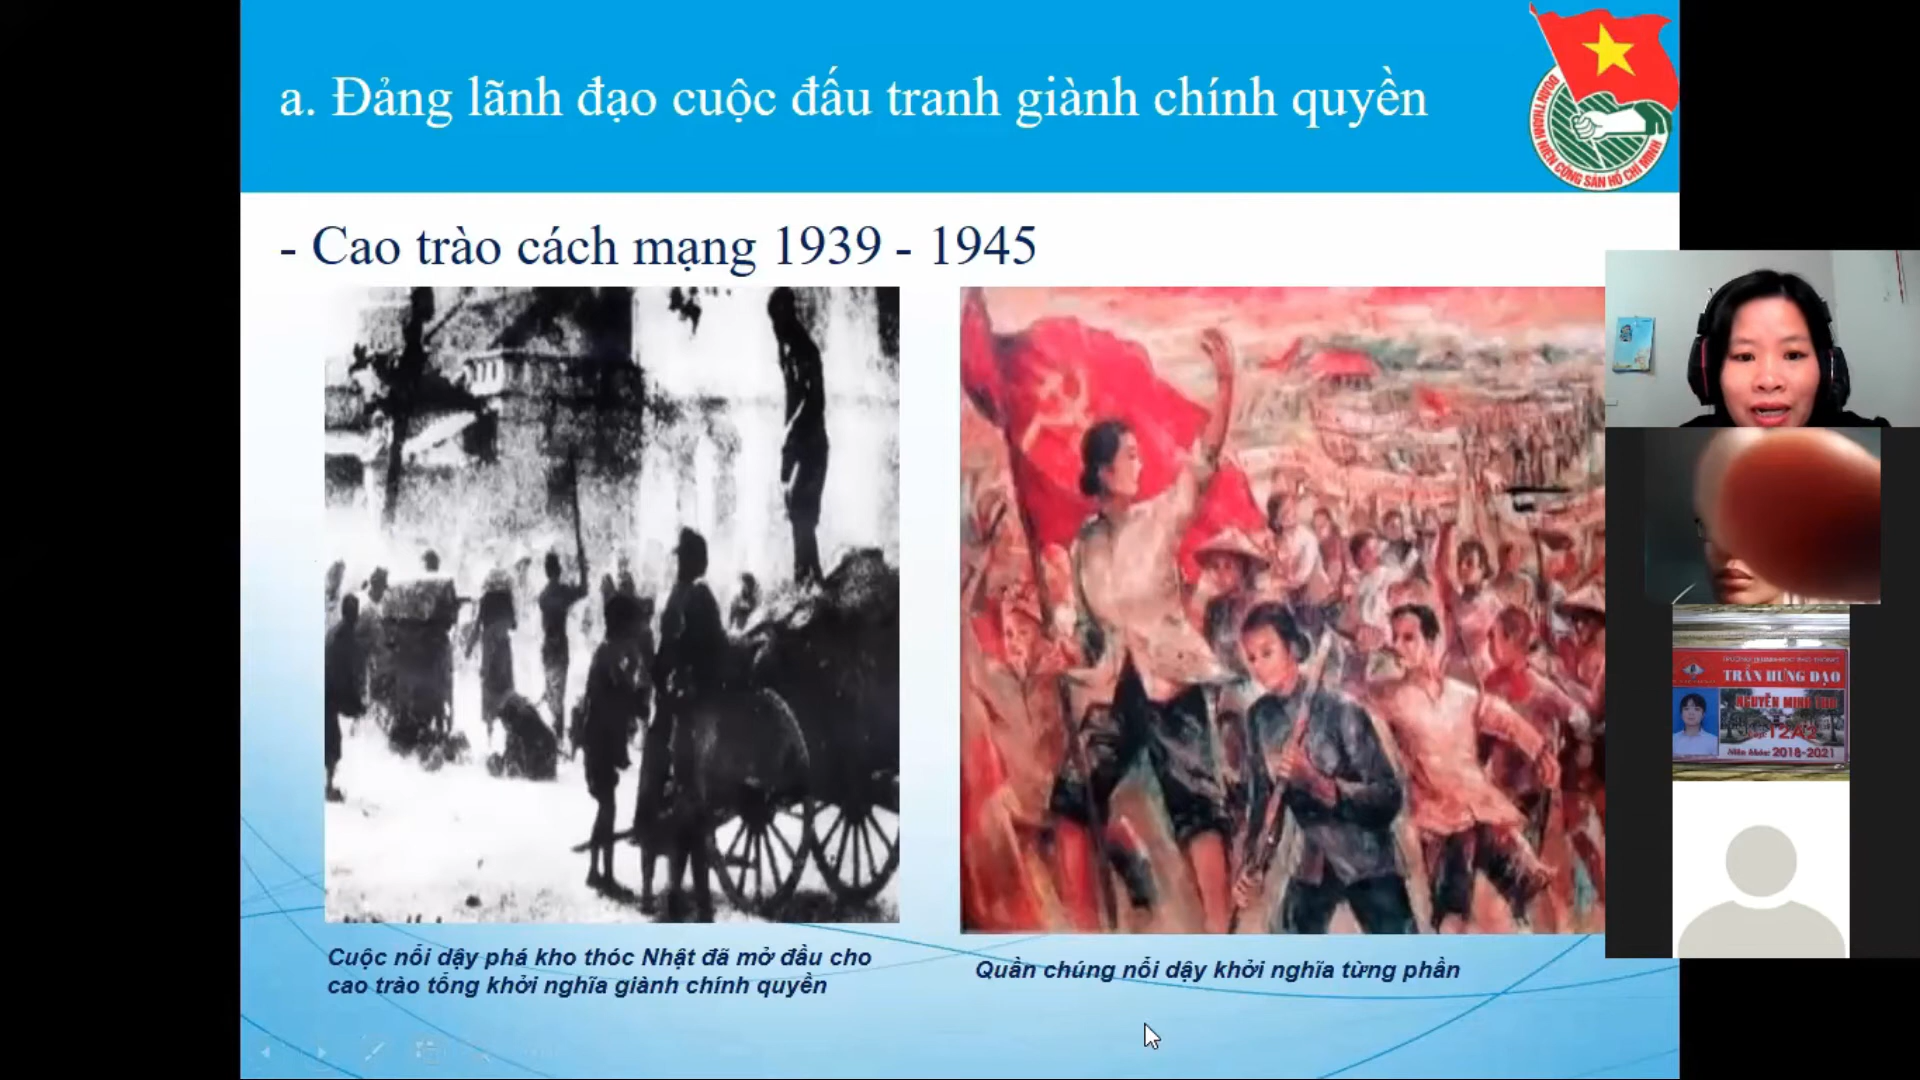 a. Đảng lãnh đạo cuộc đấu tranh giành chính quyền
ĐOÀN THANH NIÊN CỘNG SẢN HỒ CHÍ MINH
- Cao trào cách mạng 1939 - 1945
Cuộc nổi dậy phá kho thóc Nhật đã mở đầu cho
cao trào tổng khởi nghĩa giành chính quyền
Quần chúng nổi dậy khởi nghĩa từng phần
TRẦN HƯNG ĐẠO
NGUYỄN MINH
12A2
Niên khóa: 2018-2021